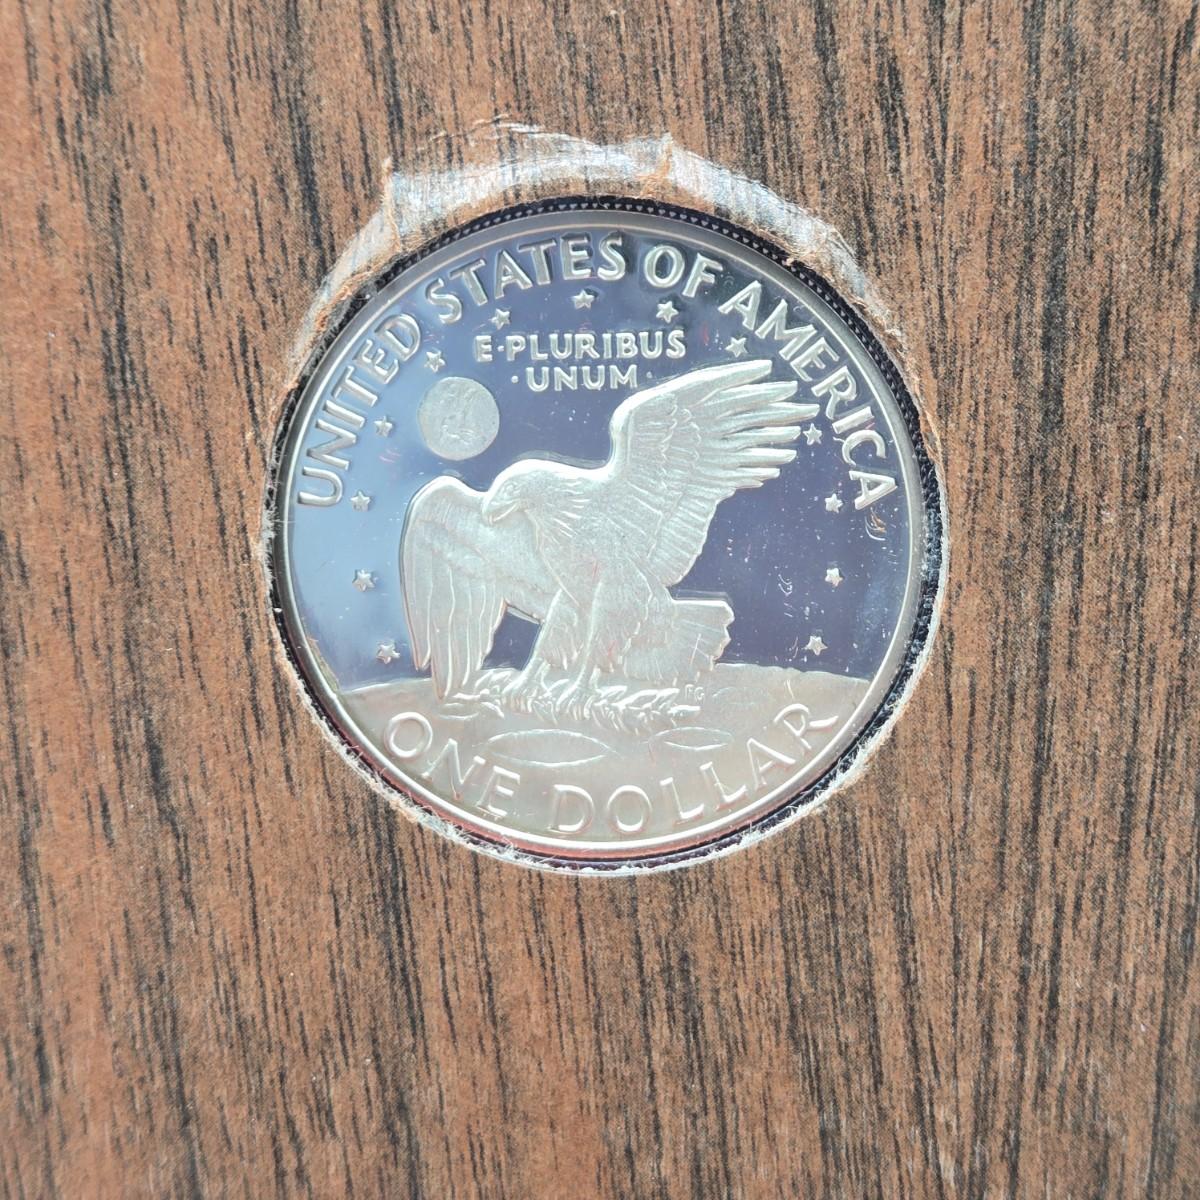 UNITED STATES OF AMERICA
E·PLURIBUS
·UNUM·
FG
ONE DOLLAR